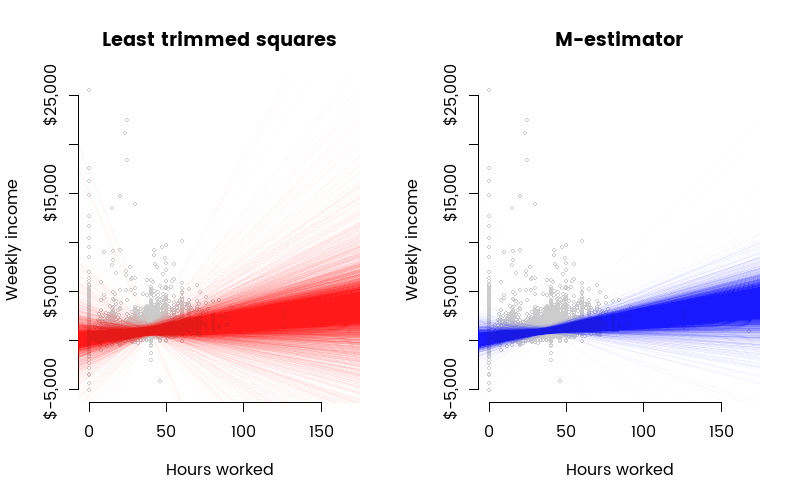 Least trimmed squares
Weekly income
$25,000
$15,000
$5,000
$−5,000
0 50 100 150
Hours worked
M−estimator
Weekly income
$25,000
$15,000
$5,000
$−5,000
0 50 100 150
Hours worked